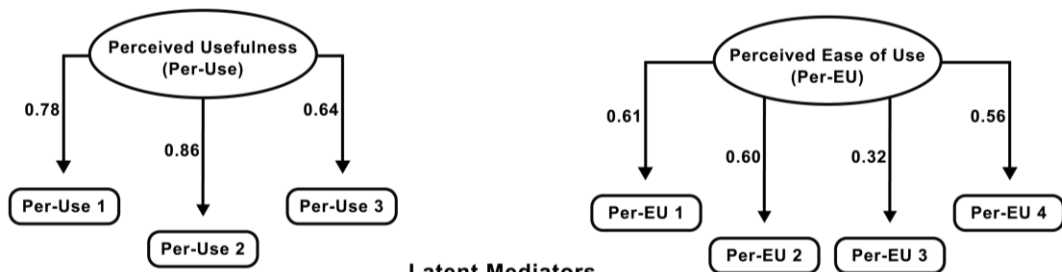 Perceived Usefulness
(Per-Use)
0.78
0.86
0.64
Per-Use 1
Per-Use 2
Per-Use 3
Perceived Ease of Use
(Per-EU)
0.61
0.60
0.32
0.56
Per-EU 1
Per-EU 2
Per-EU 3
Per-EU 4
Latent Mediators